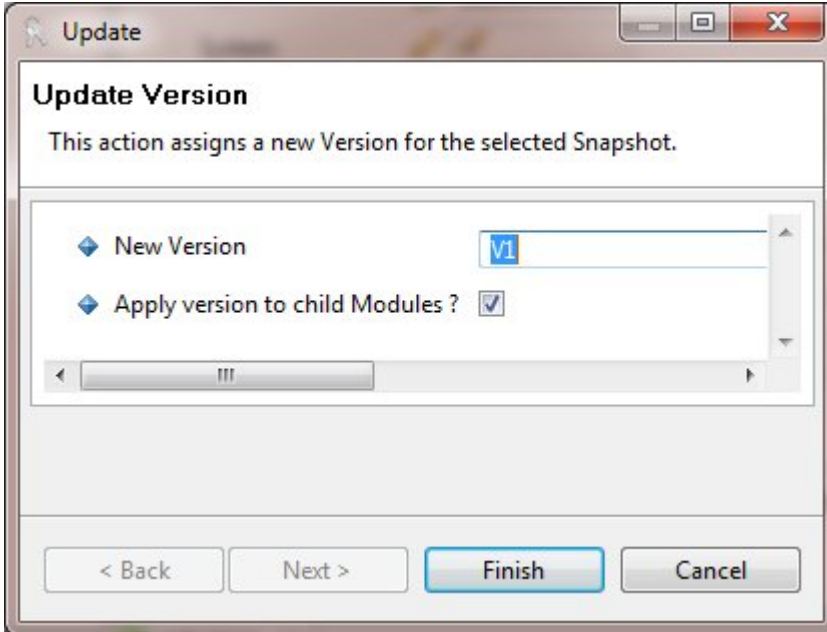 Update
Update Version
This action assigns a new Version for the selected Snapshot.
New Version V1
Apply version to child Modules ?
< Back Next > Finish Cancel